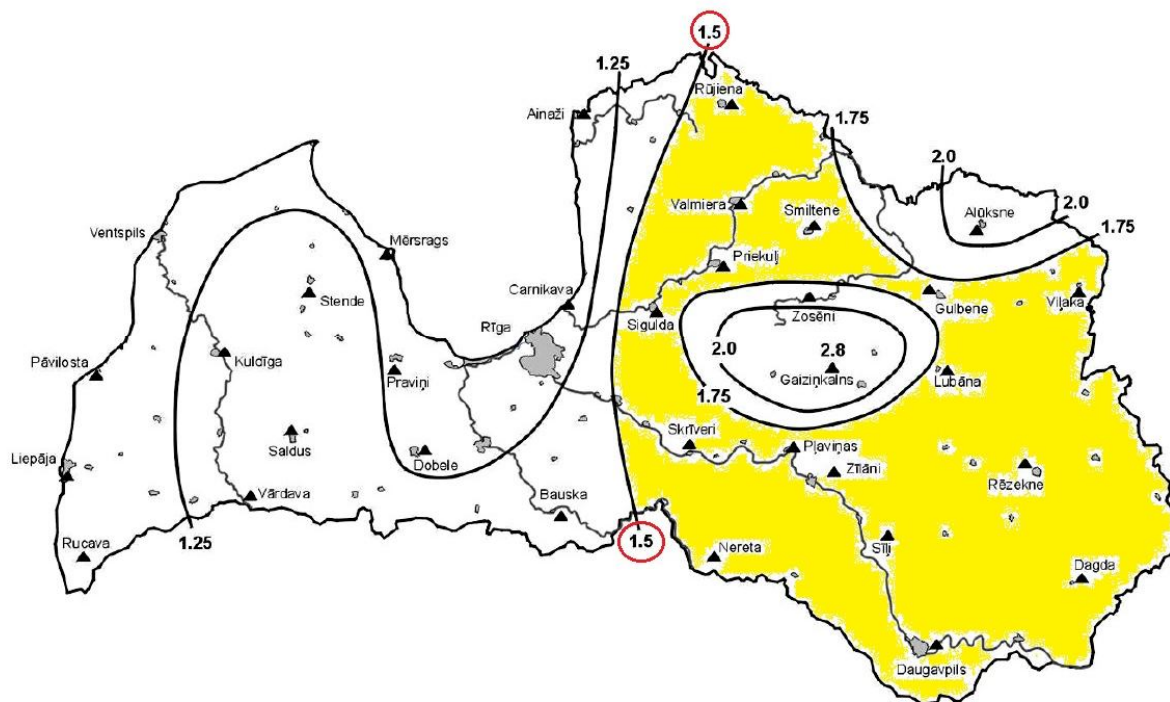 1.5
1.25
Rūjiena
Ainaži
1.75
2.0
Valmiera
Smiltene
Alūksne
2.0
1.75
Ventspils
Mērsrags
Priekuļi
Stende
Carnikava
Zosēni
Gulbene
Viļaka
Rīga
Sigulda
Kuldīga
2.0
2.8
Pāvilosta
Praviņi
Gaiziņkalns
Lubāna
1.75
Saldus
Skrīveri
Pļaviņas
Liepāja
Dobele
Zīlāni
Rēzekne
Vārdava
Bauska
1.25
1.5
Rucava
Nereta
Sīļi
Dagda
Daugavpils